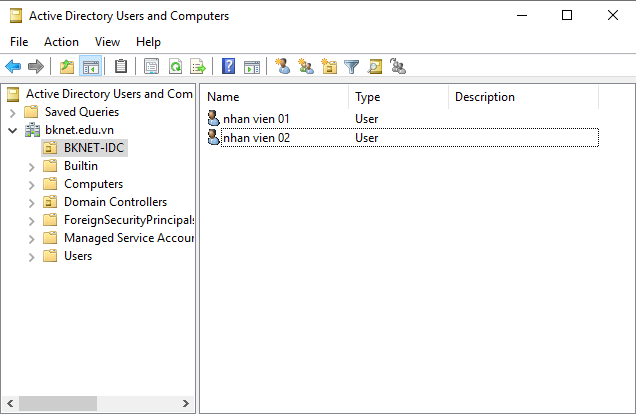 Active Directory Users and Computers
File Action View Help
Active Directory Users and Com
Saved Queries
bknet.edu.vn
BKNET-IDC
Builtin
Computers
Domain Controllers
ForeignSecurityPrincipals
Managed Service Accour
Users
Name Type Description
nhan vien 01 User
nhan vien 02 User